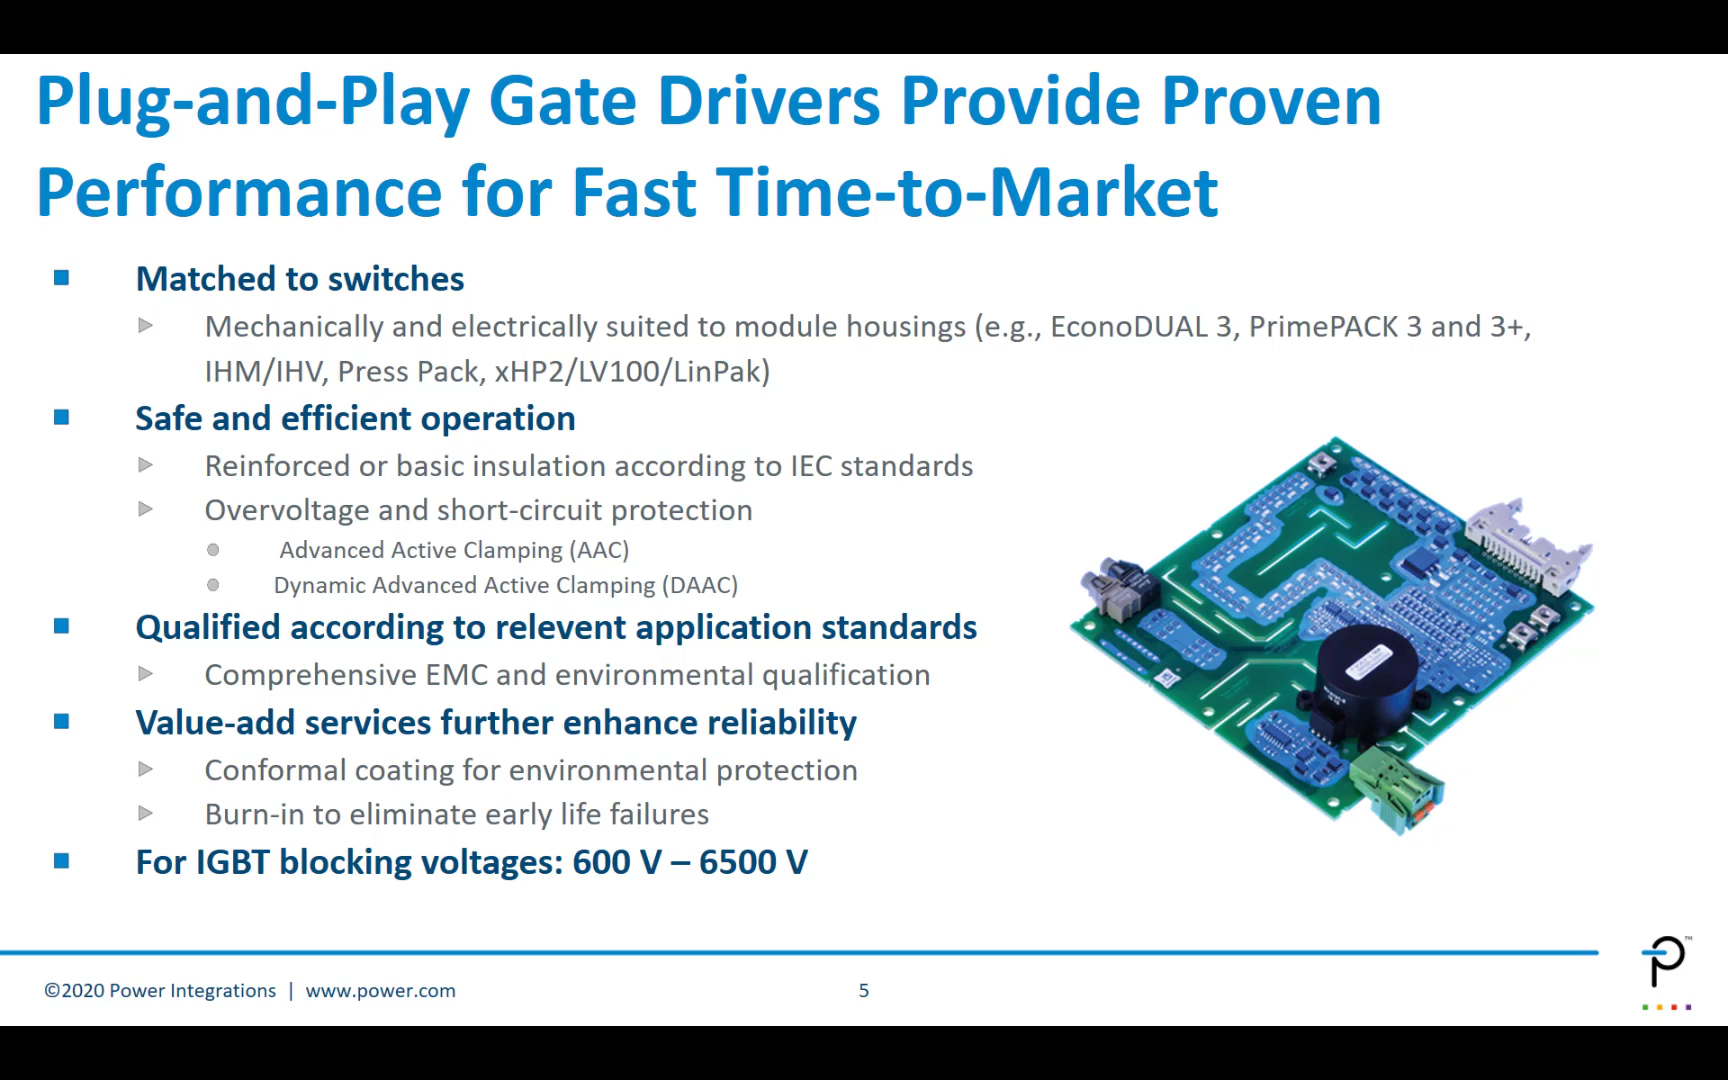 Plug-and-Play Gate Drivers Provide Proven
Performance for Fast Time-to-Market
Matched to switches
Mechanically and electrically suited to module housings (e.g., EconoDUAL 3, PrimePACK 3 and 3+,
IHM/IHV, Press Pack, xHP2/LV100/LinPak)
Safe and efficient operation
Reinforced or basic insulation according to IEC standards
Overvoltage and short-circuit protection
Advanced Active Clamping (AAC)
Dynamic Advanced Active Clamping (DAAC)
Qualified according to relevent application standards
Comprehensive EMC and environmental qualification
Value-add services further enhance reliability
Conformal coating for environmental protection
Burn-in to eliminate early life failures
For IGBT blocking voltages: 600 V – 6500 V
©2020 Power Integrations | www.power.com
5